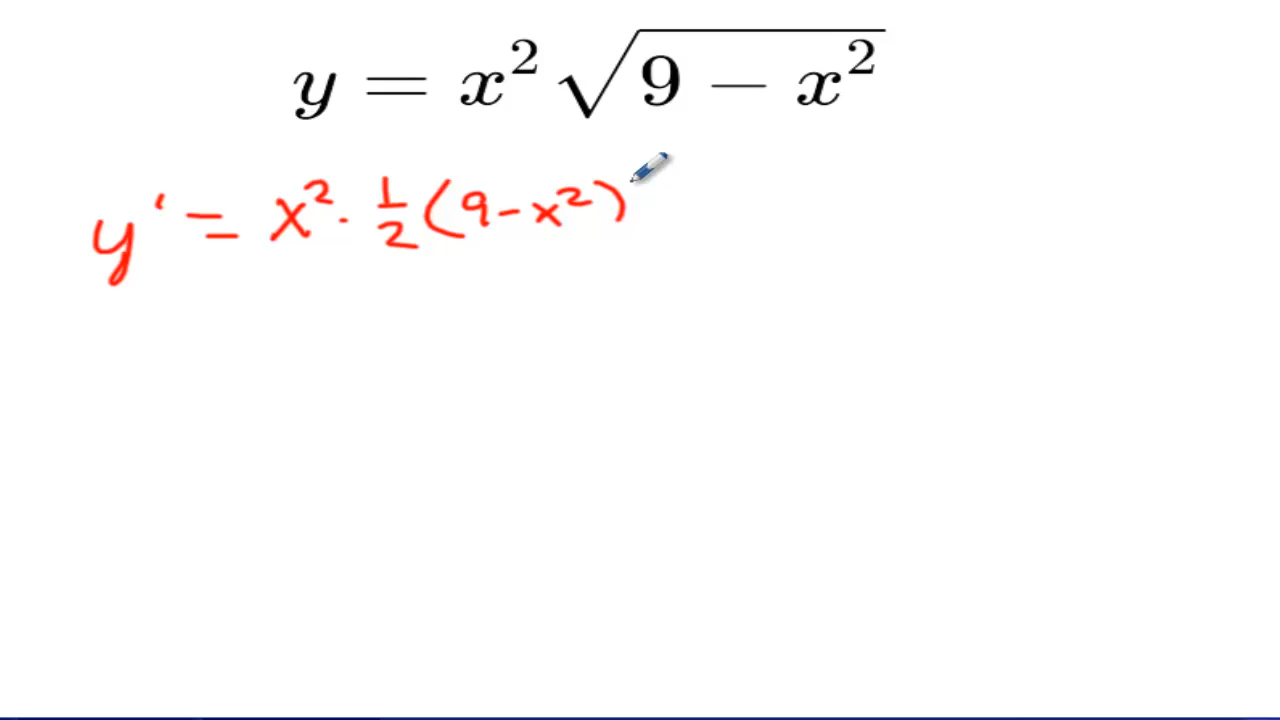 y = x²√(9 − x²)
y' = x² · 1/2 (9 - x²)